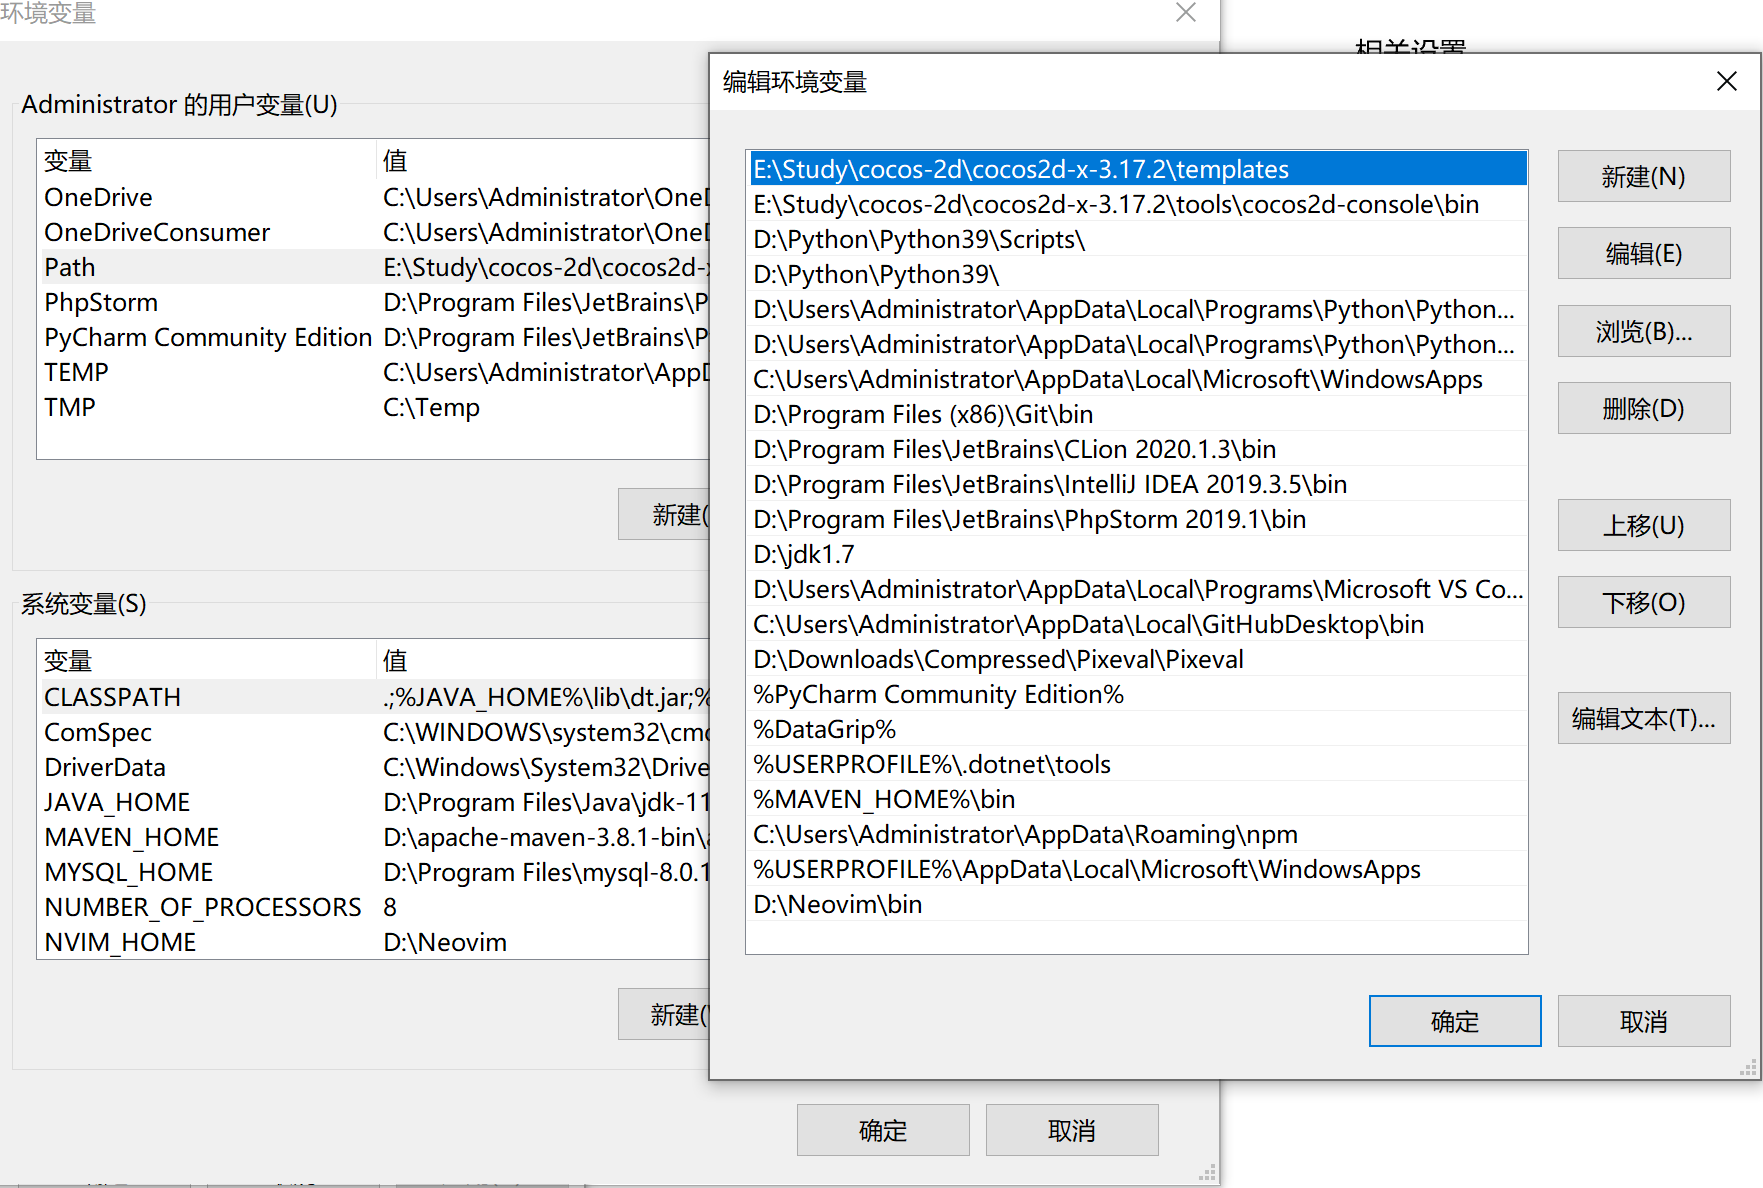 环境变量
相关设置
Administrator 的用户变量(U)
变量 值
OneDrive C:\Users\Administrator\OneD
OneDriveConsumer C:\Users\Administrator\OneD
Path E:\Study\cocos-2d\cocos2d-x
PhpStorm D:\Program Files\JetBrains\P
PyCharm Community Edition D:\Program Files\JetBrains\P
TEMP C:\Users\Administrator\AppD
TMP C:\Temp
新建(
系统变量(S)
变量 值
CLASSPATH .;%JAVA_HOME%\lib\dt.jar;%
ComSpec C:\WINDOWS\system32\cmd
DriverData C:\Windows\System32\Drive
JAVA_HOME D:\Program Files\Java\jdk-11
MAVEN_HOME D:\apache-maven-3.8.1-bin\a
MYSQL_HOME D:\Program Files\mysql-8.0.1
NUMBER_OF_PROCESSORS 8
NVIM_HOME D:\Neovim
新建(W
确定 取消
编辑环境变量
E:\Study\cocos-2d\cocos2d-x-3.17.2\templates
E:\Study\cocos-2d\cocos2d-x-3.17.2\tools\cocos2d-console\bin
D:\Python\Python39\Scripts\
D:\Python\Python39\
D:\Users\Administrator\AppData\Local\Programs\Python\Python...
D:\Users\Administrator\AppData\Local\Programs\Python\Python...
C:\Users\Administrator\AppData\Local\Microsoft\WindowsApps
D:\Program Files (x86)\Git\bin
D:\Program Files\JetBrains\CLion 2020.1.3\bin
D:\Program Files\JetBrains\IntelliJ IDEA 2019.3.5\bin
D:\Program Files\JetBrains\PhpStorm 2019.1\bin
D:\jdk1.7
D:\Users\Administrator\AppData\Local\Programs\Microsoft VS Co...
C:\Users\Administrator\AppData\Local\GitHubDesktop\bin
D:\Downloads\Compressed\Pixeval\Pixeval
%PyCharm Community Edition%
%DataGrip%
%USERPROFILE%\.dotnet\tools
%MAVEN_HOME%\bin
C:\Users\Administrator\AppData\Roaming\npm
%USERPROFILE%\AppData\Local\Microsoft\WindowsApps
D:\Neovim\bin
新建(N)
编辑(E)
浏览(B)...
删除(D)
上移(U)
下移(O)
编辑文本(T)...
确定 取消